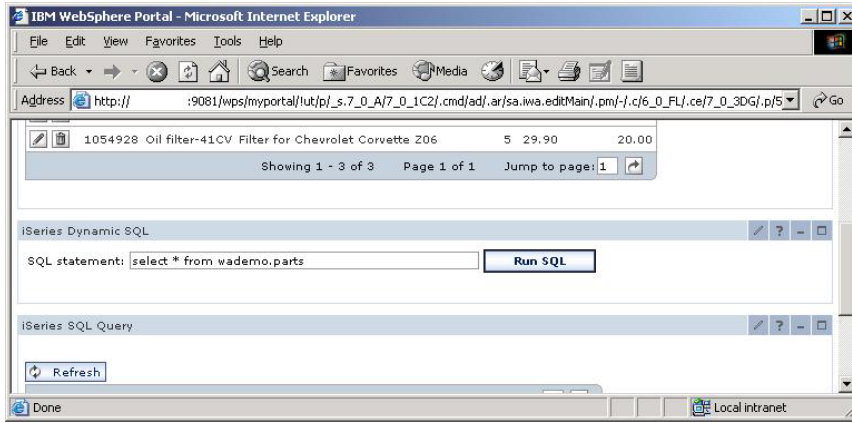 IBM WebSphere Portal - Microsoft Internet Explorer
File Edit View Favorites Tools Help
Back Search Favorites Media
Address http:// :9081/wps/myportal/!ut/p/_s.7_0_A/7_0_1C2/.cmd/ad/.ar/sa.iwa.editMain/.pm/-/.c/6_0_FL/.ce/7_0_3DG/.p/5 Go
1054928 Oil filter-41CV Filter for Chevrolet Corvette Z06 5 29.90 20.00
Showing 1 - 3 of 3 Page 1 of 1 Jump to page: 1
iSeries Dynamic SQL ?
SQL statement: select * from wademo.parts Run SQL
iSeries SQL Query ?
Refresh
Done Local intranet